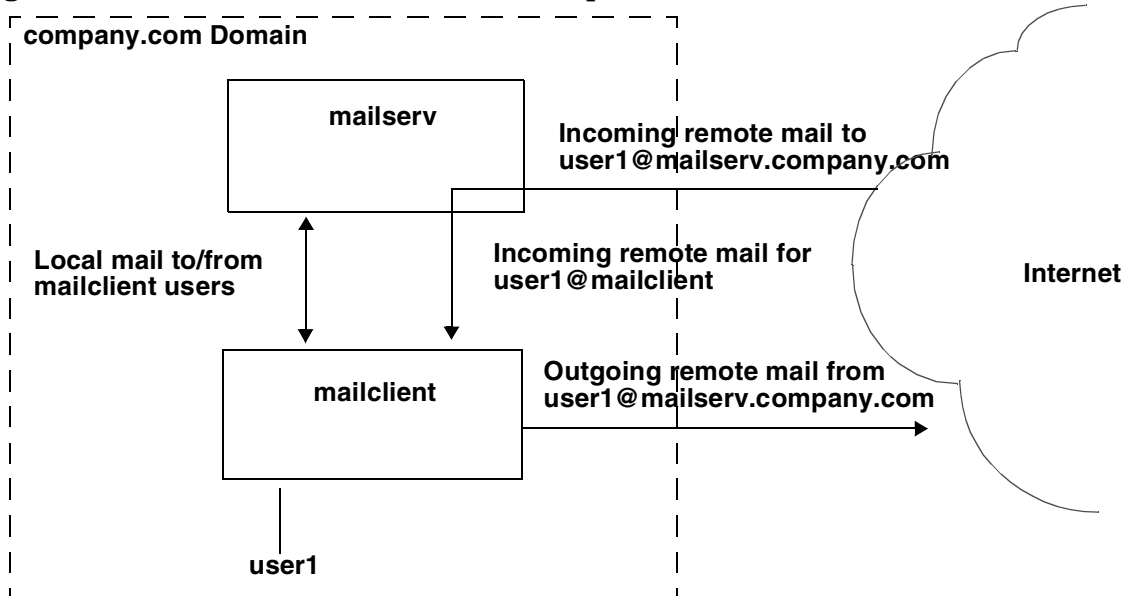 company.com Domain
mailserv
Incoming remote mail to
user1@mailserv.company.com
Local mail to/from
mailclient users
Incoming remote mail for
user1@mailclient
Internet
mailclient
Outgoing remote mail from
user1@mailserv.company.com
user1